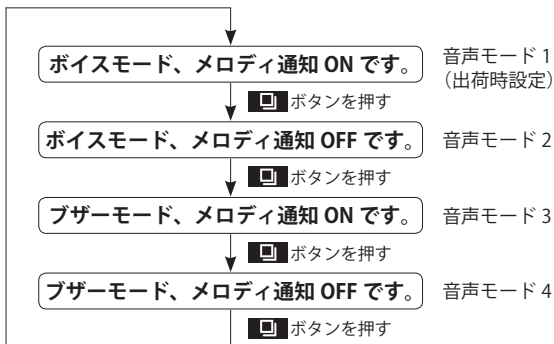 ボイスモード、メロディ通知 ON です。
音声モード 1
（出荷時設定）
ボタンを押す
ボイスモード、メロディ通知 OFF です。
音声モード 2
ボタンを押す
ブザーモード、メロディ通知 ON です。
音声モード 3
ボタンを押す
ブザーモード、メロディ通知 OFF です。
音声モード 4
ボタンを押す